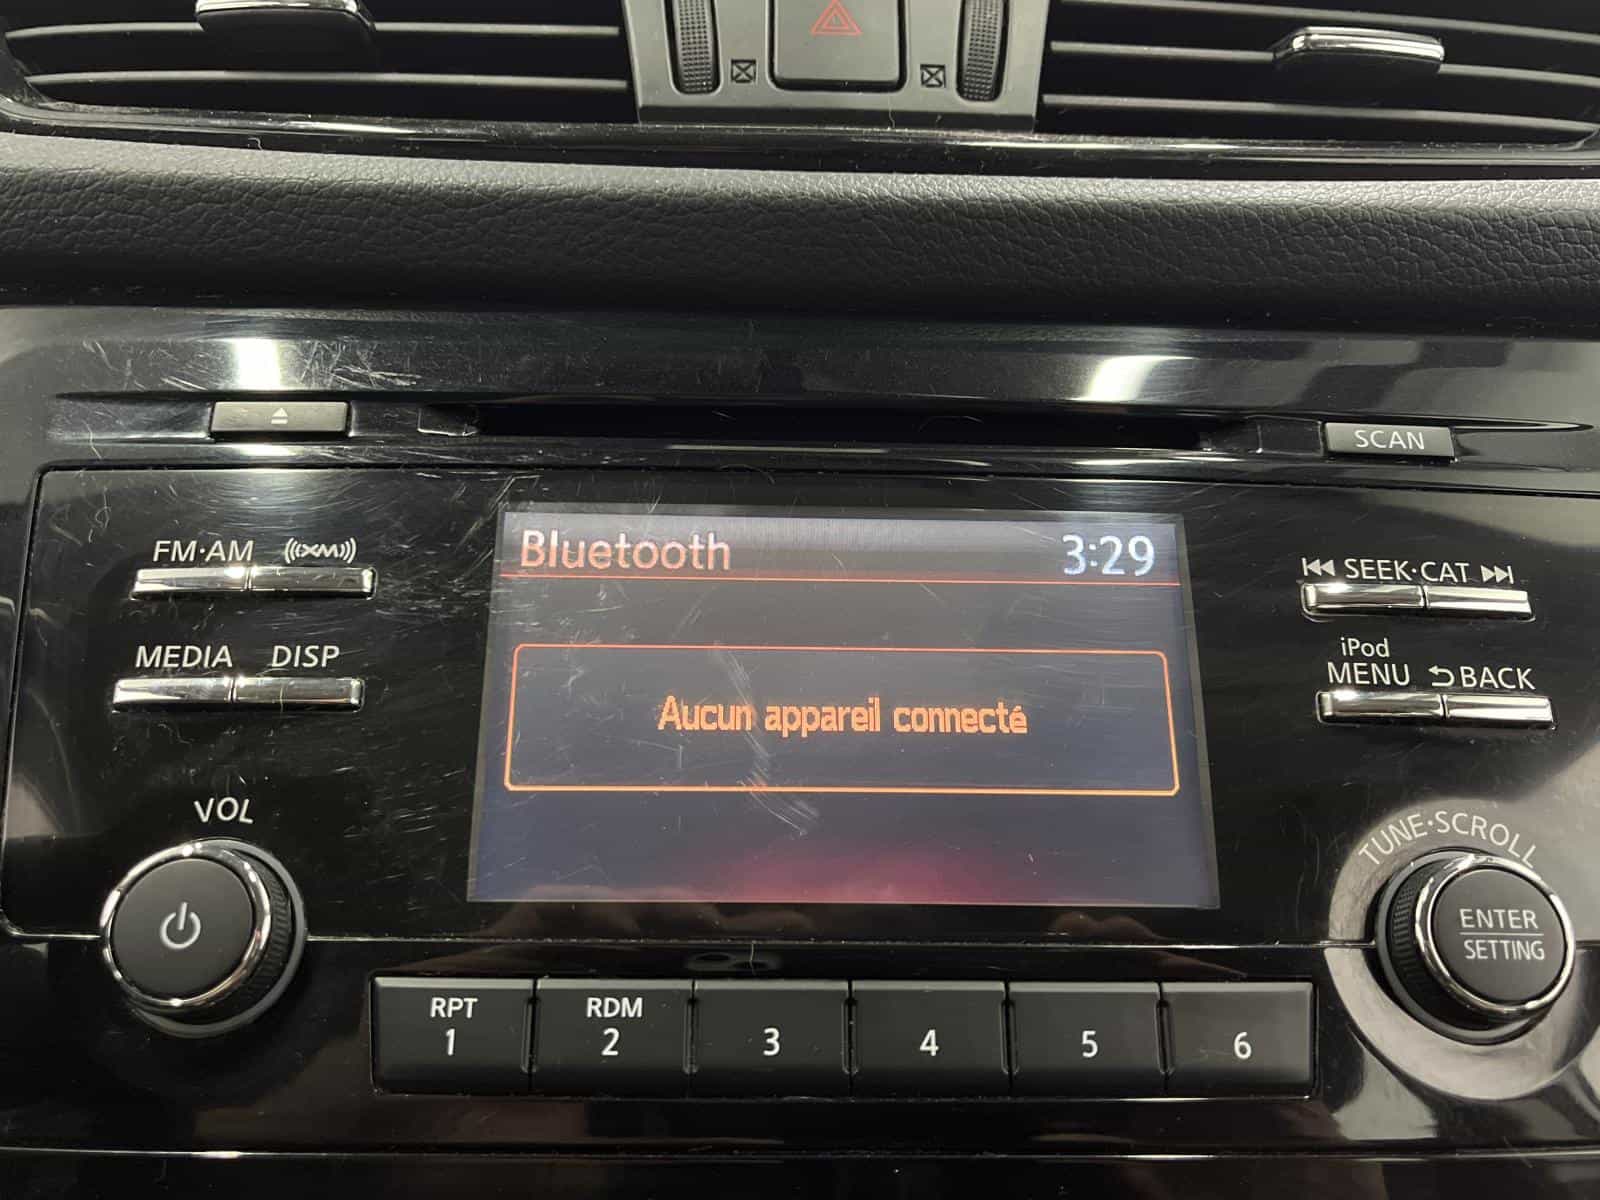 SCAN
FM·AM XM
SEEK·CAT
Bluetooth 3:29
MEDIA DISP
iPod
MENU BACK
Aucun appareil connecté
VOL
TUNE·SCROLL
ENTER
SETTING
RPT RDM
1 2 3 4 5 6